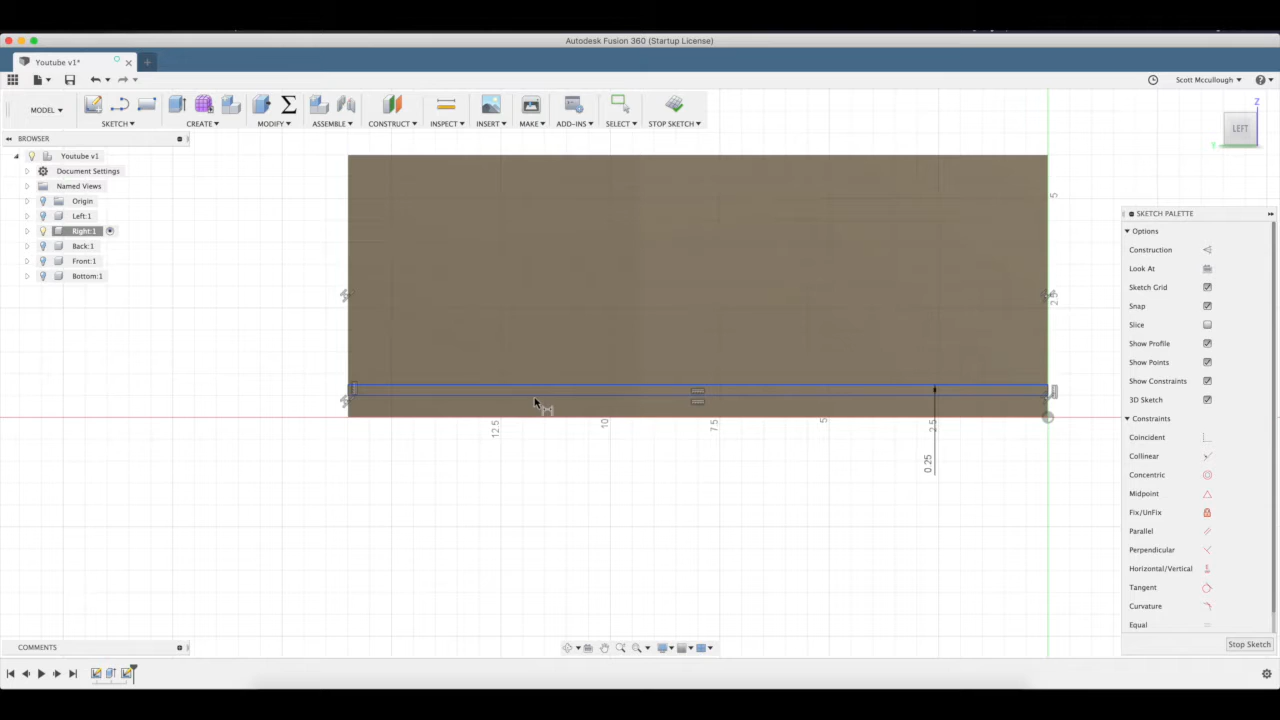 Autodesk Fusion 360 (Startup License)
Youtube v1*
Scott Mccullough
MODEL
SKETCH
CREATE
MODIFY
ASSEMBLE
CONSTRUCT
INSPECT
INSERT
MAKE
ADD-INS
SELECT
STOP SKETCH
Z
LEFT
Y
BROWSER
Youtube v1
Document Settings
Named Views
Origin
Left:1
Right:1
Back:1
Front:1
Bottom:1
5
2.5
12.5
10
7.5
5
2.5
0.25
SKETCH PALETTE
Options
Construction
Look At
Sketch Grid
Snap
Slice
Show Profile
Show Points
Show Constraints
3D Sketch
Constraints
Coincident
Collinear
Concentric
Midpoint
Fix/UnFix
Parallel
Perpendicular
Horizontal/Vertical
Tangent
Curvature
Equal
Stop Sketch
COMMENTS